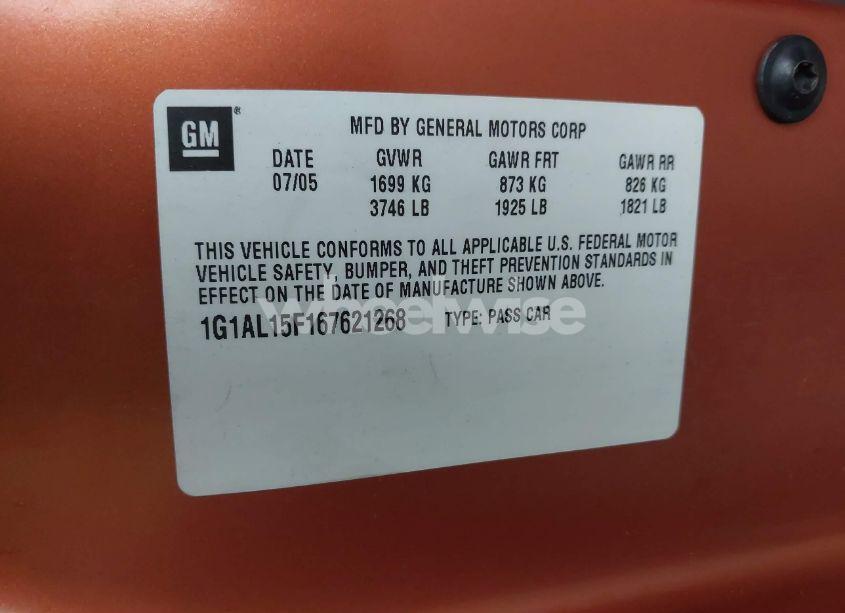 GM ®
MFD BY GENERAL MOTORS CORP
DATE GVWR GAWR FRT GAWR RR
07/05 1699 KG 873 KG 826 KG
3746 LB 1925 LB 1821 LB
THIS VEHICLE CONFORMS TO ALL APPLICABLE U.S. FEDERAL MOTOR
VEHICLE SAFETY, BUMPER, AND THEFT PREVENTION STANDARDS IN
EFFECT ON THE DATE OF MANUFACTURE SHOWN ABOVE.
1G1AL15F167621268 TYPE: PASS CAR
wheelwise